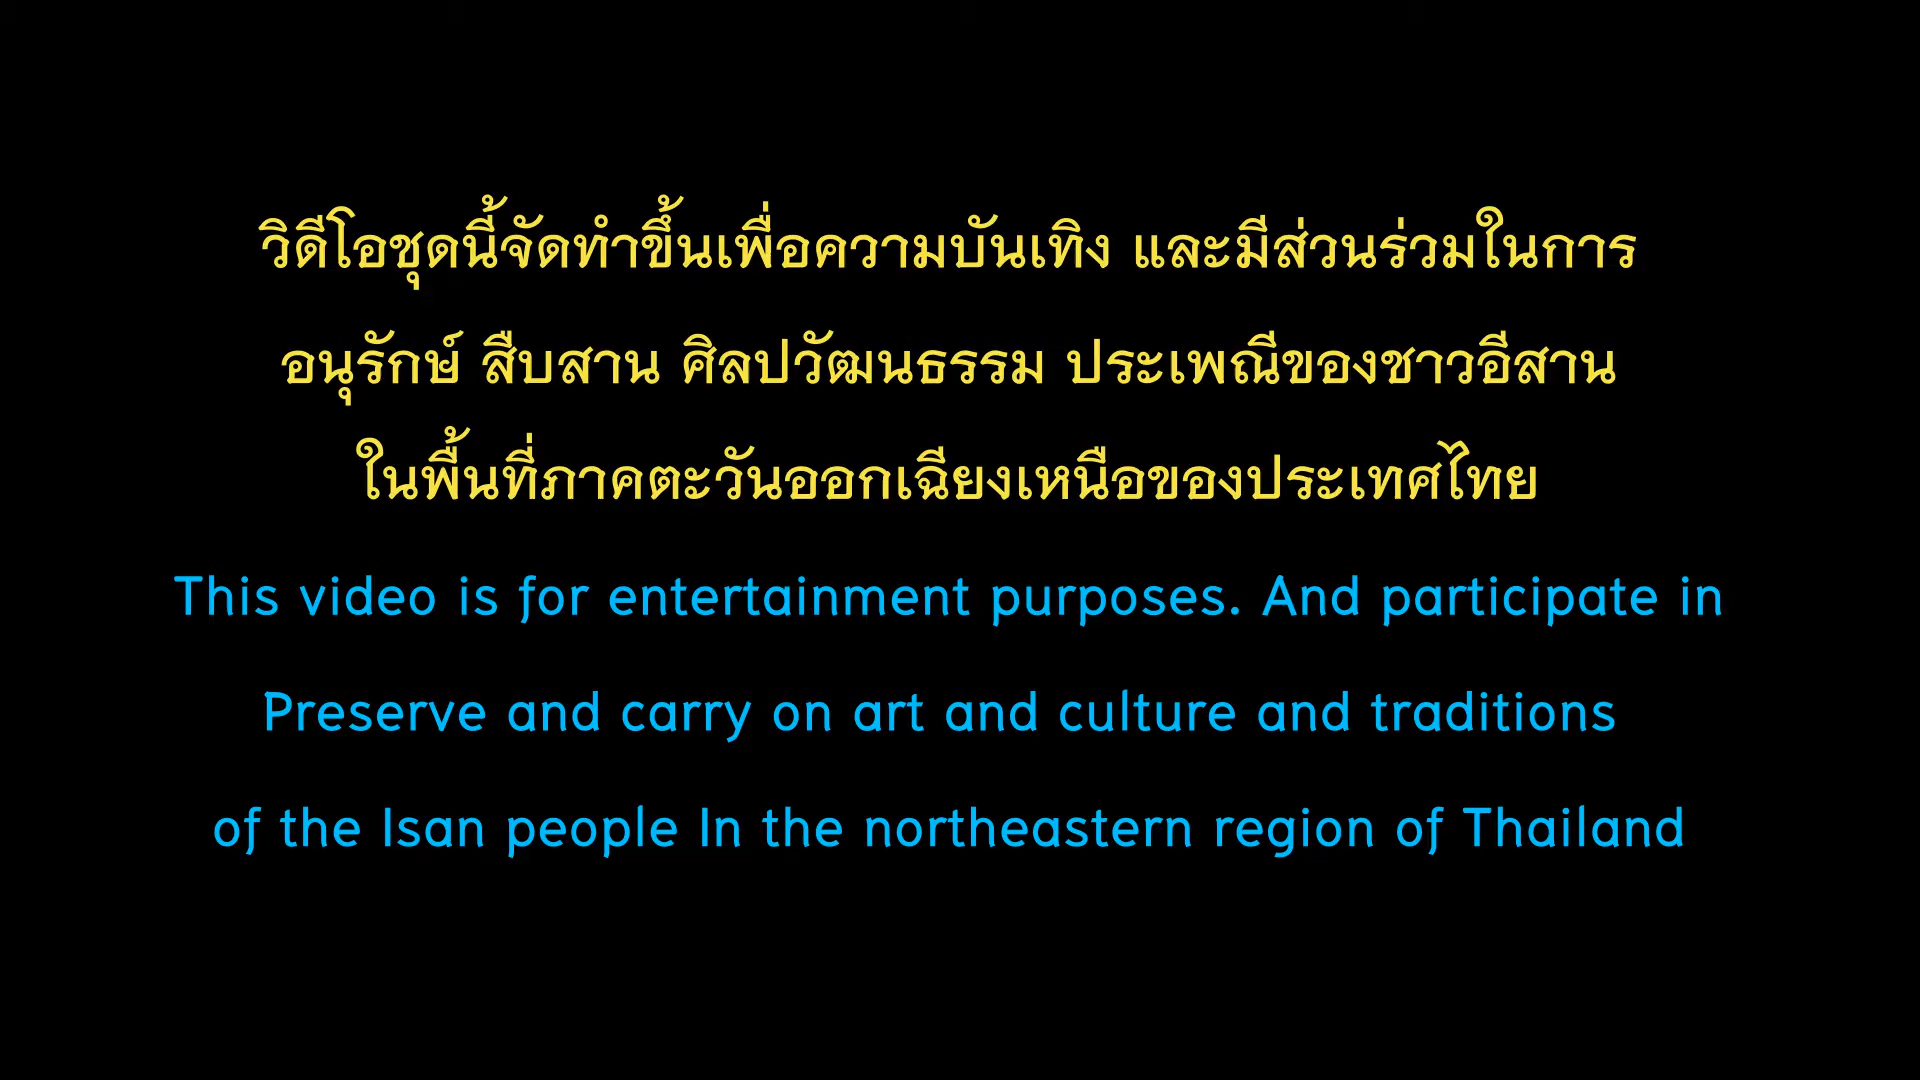 วิดีโอชุดนี้จัดทำขึ้นเพื่อความบันเทิง และมีส่วนร่วมในการ
อนุรักษ์ สืบสาน ศิลปวัฒนธรรม ประเพณีของชาวอีสาน
ในพื้นที่ภาคตะวันออกเฉียงเหนือของประเทศไทย
This video is for entertainment purposes. And participate in
Preserve and carry on art and culture and traditions
of the Isan people In the northeastern region of Thailand